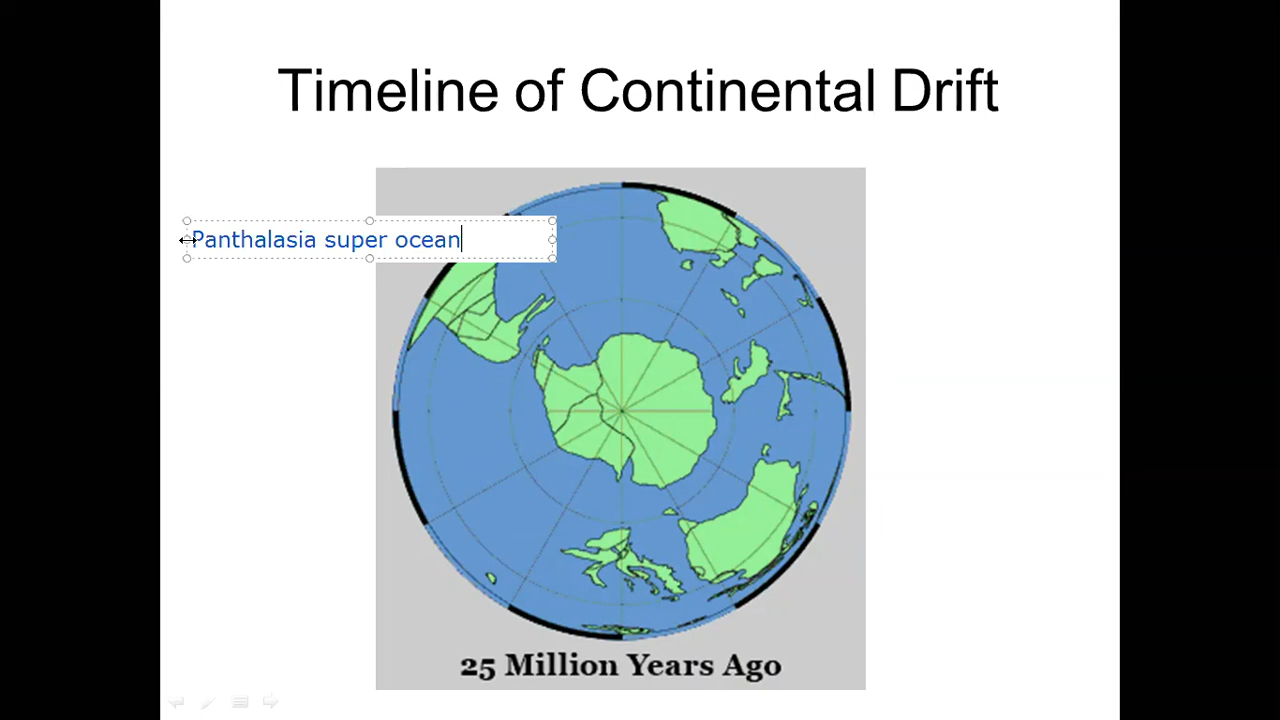 Timeline of Continental Drift
Panthalasia super ocean
25 Million Years Ago